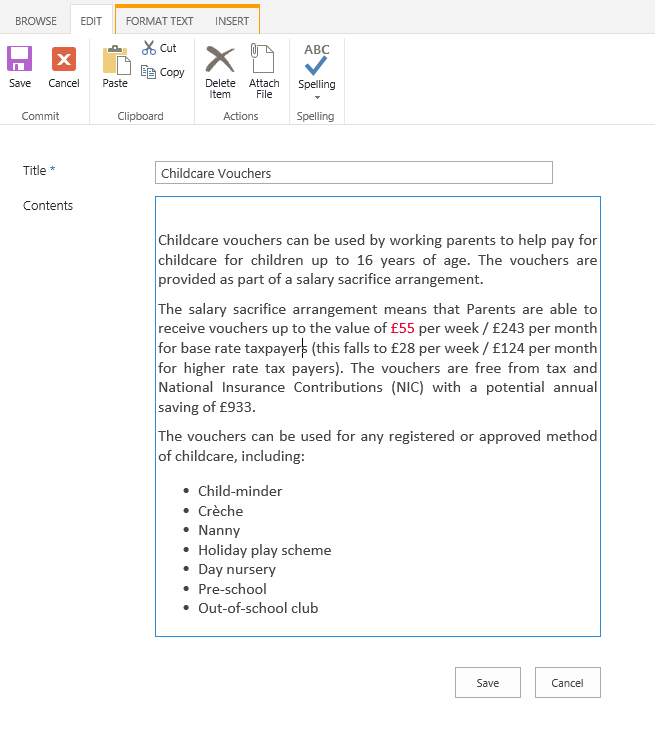 BROWSE EDIT FORMAT TEXT INSERT
Save Cancel Paste Cut Copy Delete Item Attach File ABC Spelling
Commit Clipboard Actions Spelling
Title *
Childcare Vouchers
Contents
Childcare vouchers can be used by working parents to help pay for
childcare for children up to 16 years of age. The vouchers are
provided as part of a salary sacrifice arrangement.
The salary sacrifice arrangement means that Parents are able to
receive vouchers up to the value of £55 per week / £243 per month
for base rate taxpayers (this falls to £28 per week / £124 per month
for higher rate tax payers). The vouchers are free from tax and
National Insurance Contributions (NIC) with a potential annual
saving of £933.
The vouchers can be used for any registered or approved method
of childcare, including:
• Child-minder
• Crèche
• Nanny
• Holiday play scheme
• Day nursery
• Pre-school
• Out-of-school club
Save Cancel